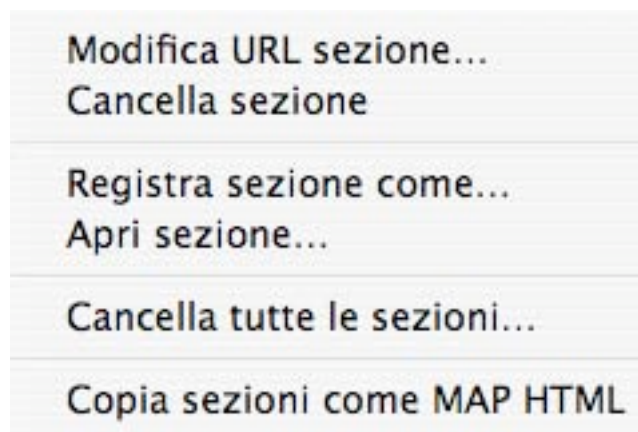 Modifica URL sezione…
Cancella sezione
Registra sezione come…
Apri sezione…
Cancella tutte le sezioni…
Copia sezioni come MAP HTML